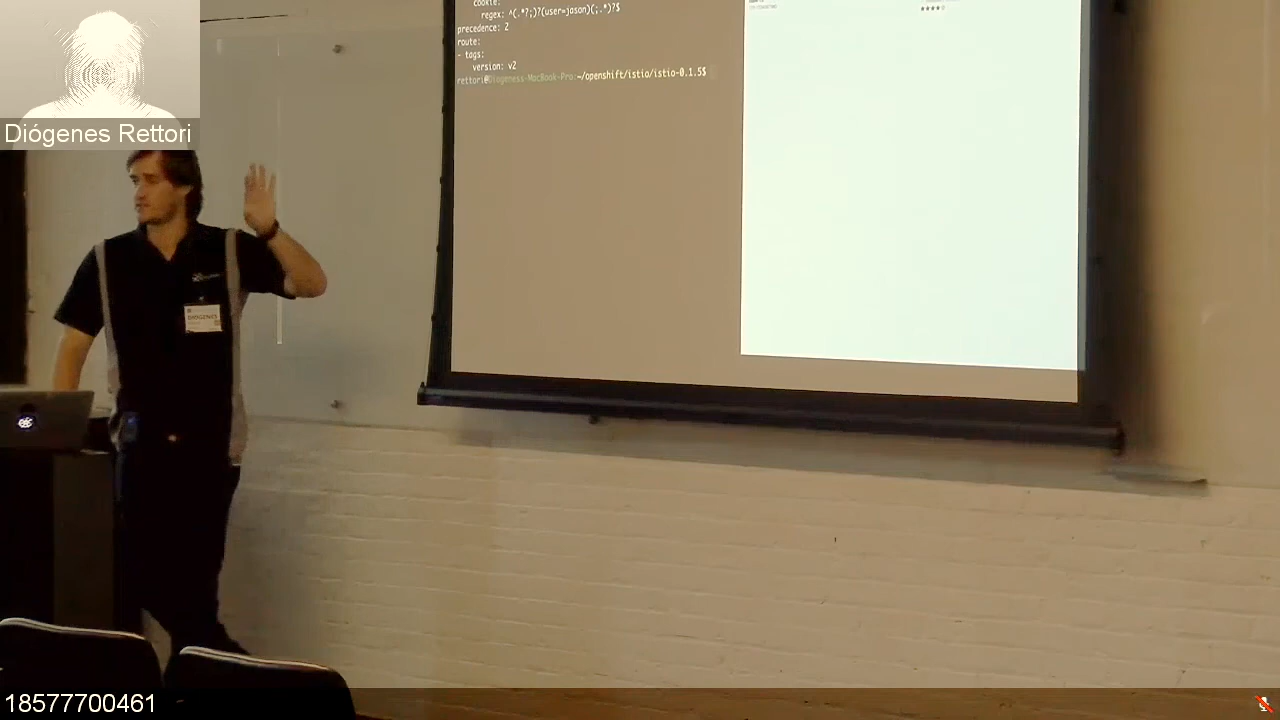 cookie:
regex: ^(.*?;)?(user=jason)(;.*)?$
precedence: 2
route:
- tags:
version: v2
rettori@Diogeness-MacBook-Pro:~/openshift/istio/istio-0.1.5$
Diógenes Rettori
DIOGENES
18577700461